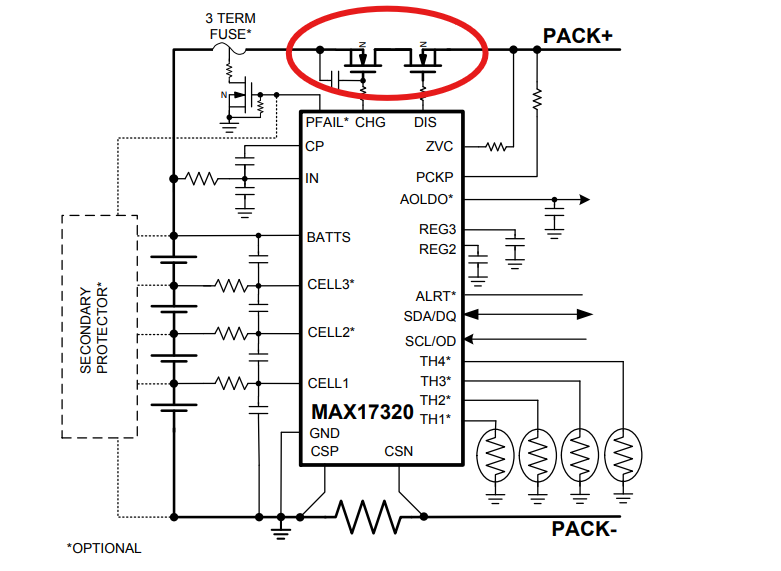 3 TERM
FUSE*
N
N
PACK+
N
PFAIL* CHG DIS
CP
ZVC
IN
PCKP
AOLDO*
BATTS
REG3
REG2
CELL3*
ALRT*
SDA/DQ
SECONDARY
PROTECTOR*
CELL2*
SCL/OD
TH4*
CELL1
TH3*
TH2*
MAX17320
TH1*
GND
CSP CSN
PACK-
*OPTIONAL